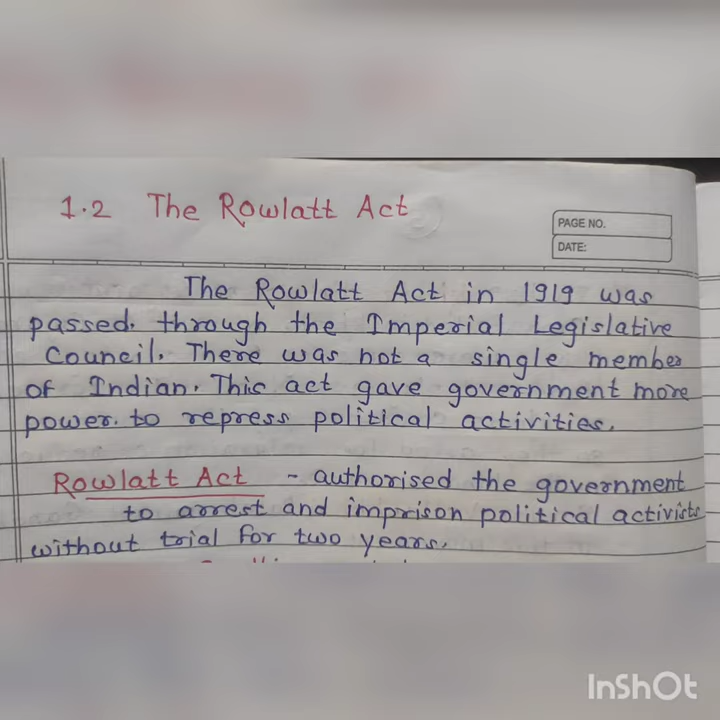 1.2 The Rowlatt Act
PAGE NO.
DATE:
The Rowlatt Act in 1919 was
passed, through the Imperial Legislative
Council. There was not a single member
of Indian. This act gave government more
power. to repress political activities.
Rowlatt Act - authorised the government
to arrest and imprison political activists
without trial for two years.
InShOt